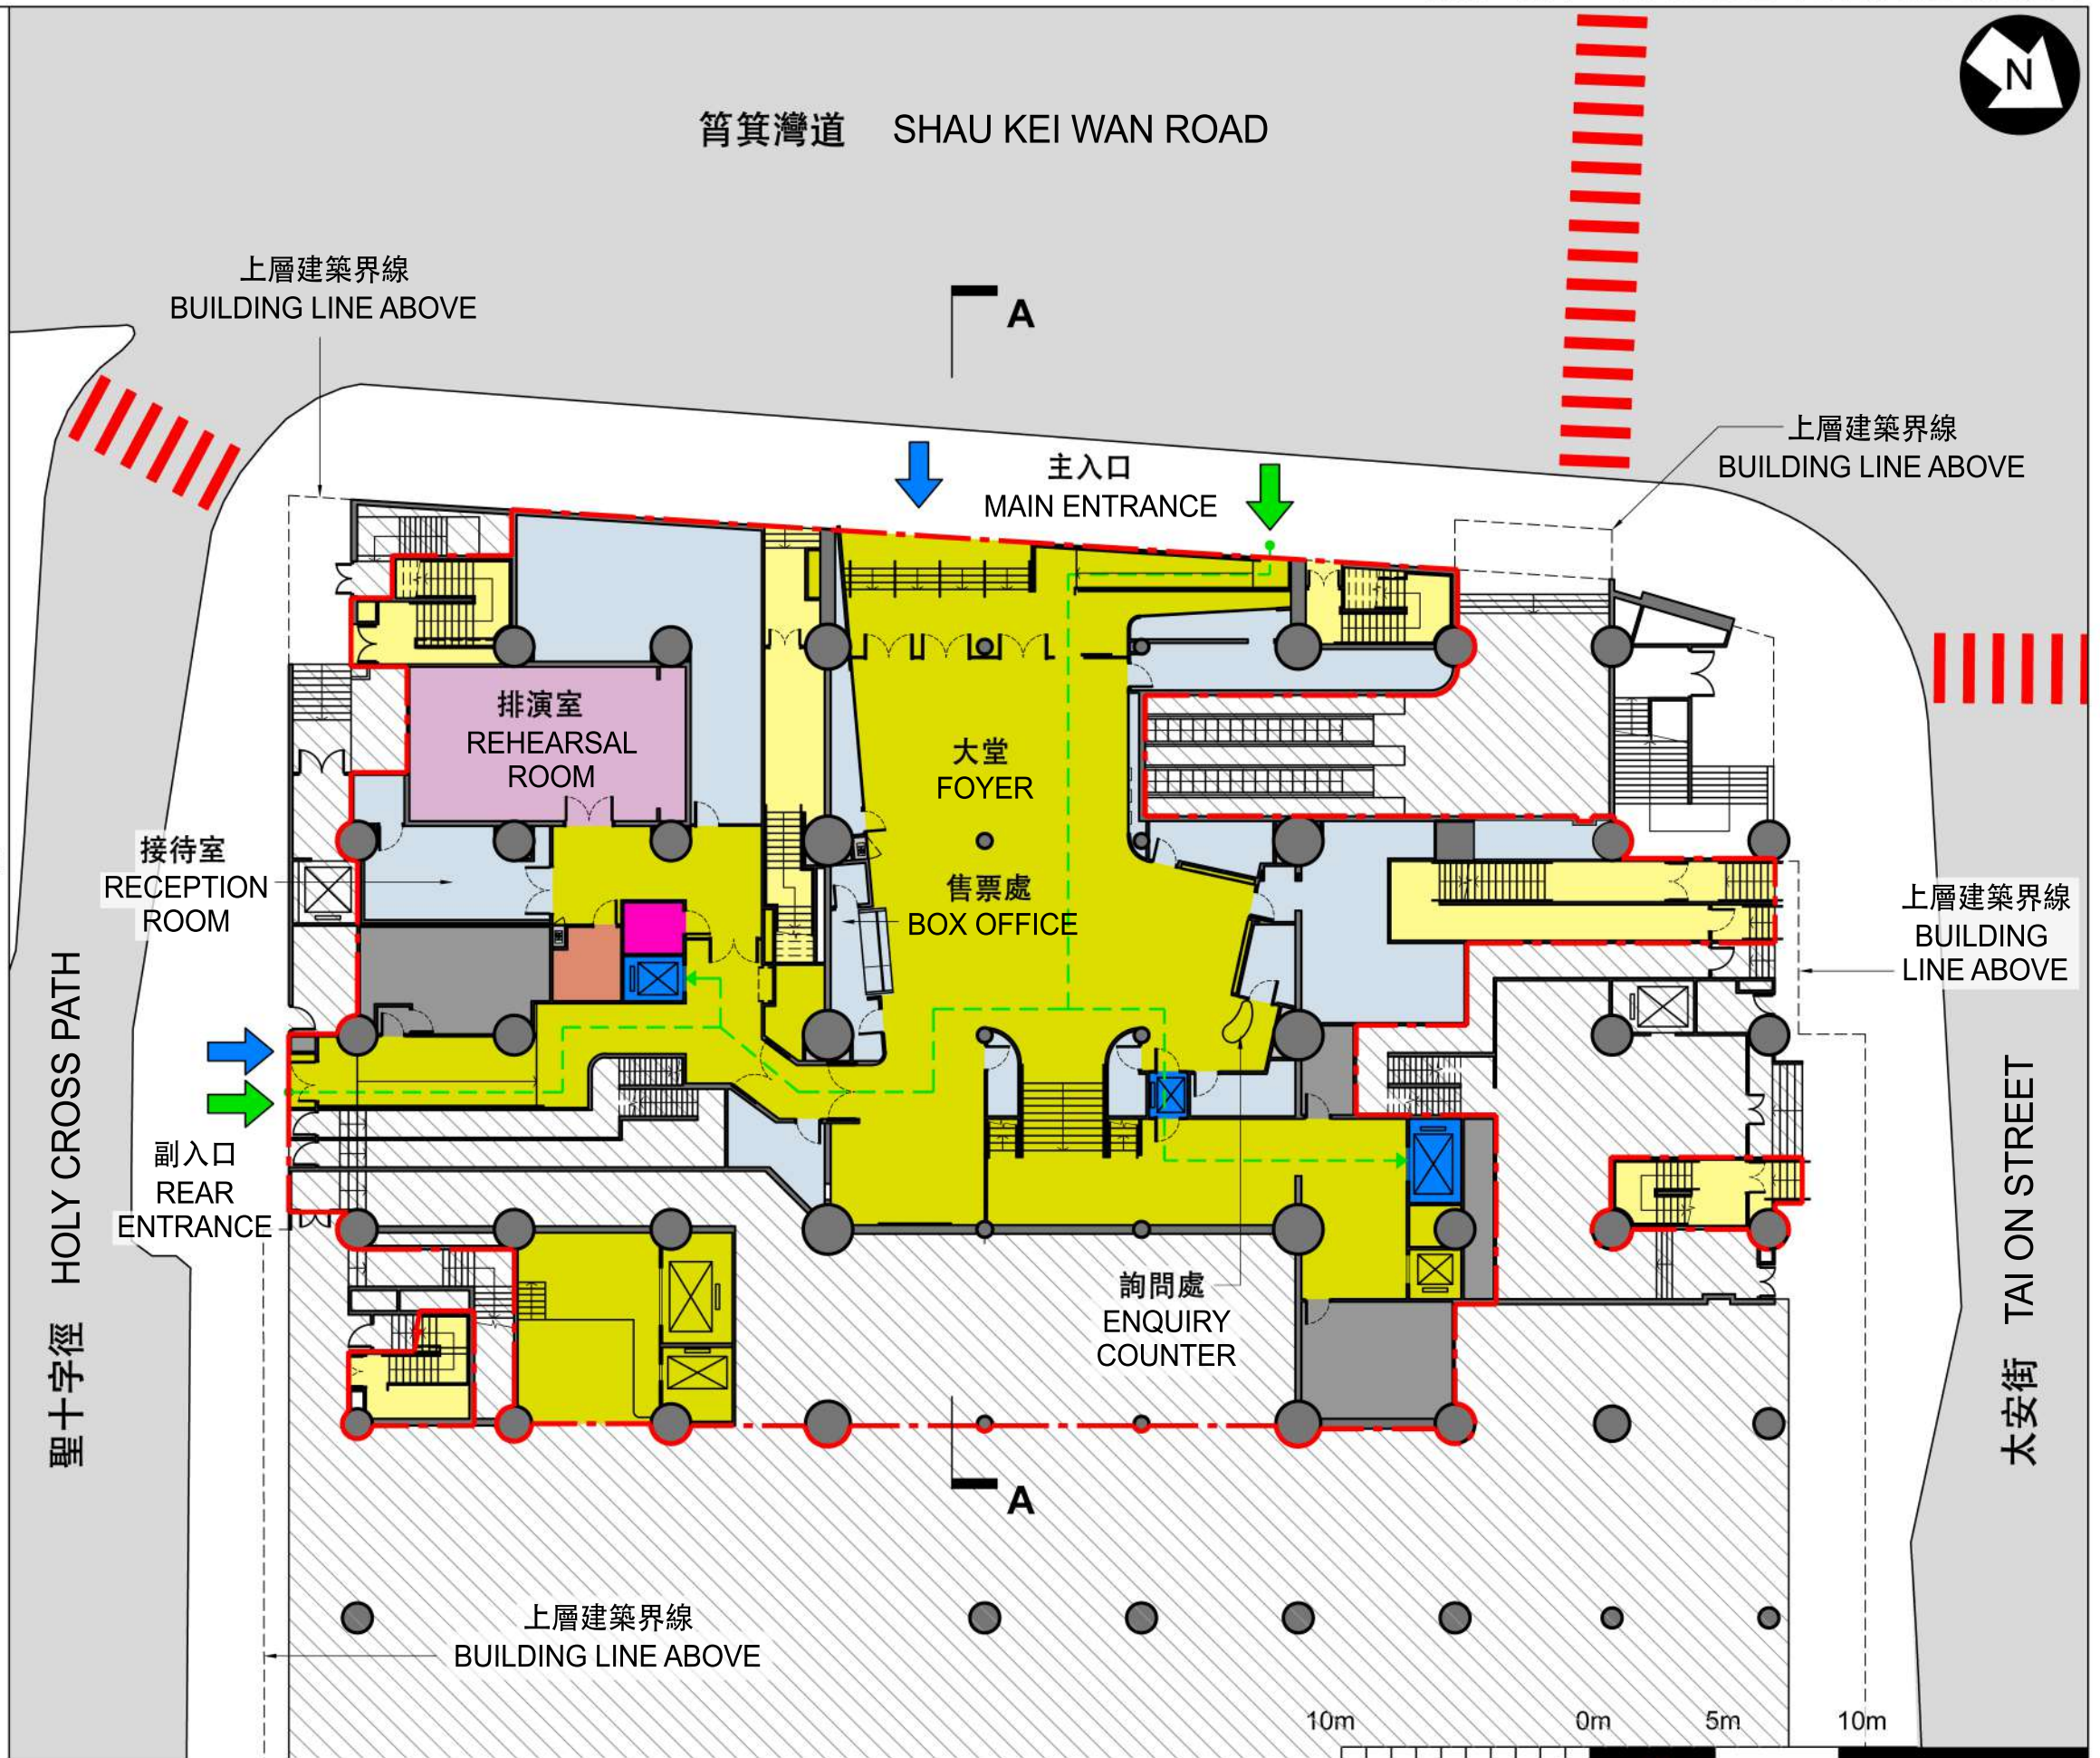 N
筲箕灣道 SHAU KEI WAN ROAD
上層建築界線
BUILDING LINE ABOVE
A
上層建築界線
BUILDING LINE ABOVE
主入口
MAIN ENTRANCE
排演室
REHEARSAL
ROOM
大堂
FOYER
接待室
RECEPTION
ROOM
售票處
BOX OFFICE
上層建築界線
BUILDING
LINE ABOVE
副入口
REAR
ENTRANCE
聖十字徑 HOLY CROSS PATH
太安街 TAI ON STREET
詢問處
ENQUIRY
COUNTER
A
上層建築界線
BUILDING LINE ABOVE
10m 0m 5m 10m